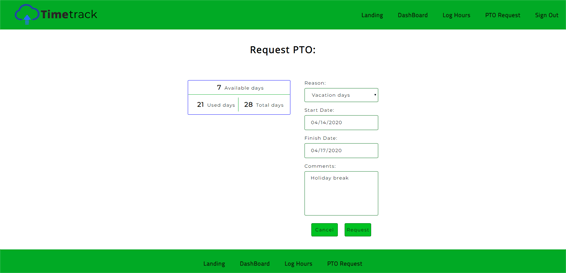 Timetrack
Landing DashBoard Log Hours PTO Request Sign Out
Request PTO:
7 Available days
21 Used days 28 Total days
Reason:
Vacation days
Start Date:
04/14/2020
Finish Date:
04/17/2020
Comments:
Holiday break
Cancel Request
Landing DashBoard Log Hours PTO Request